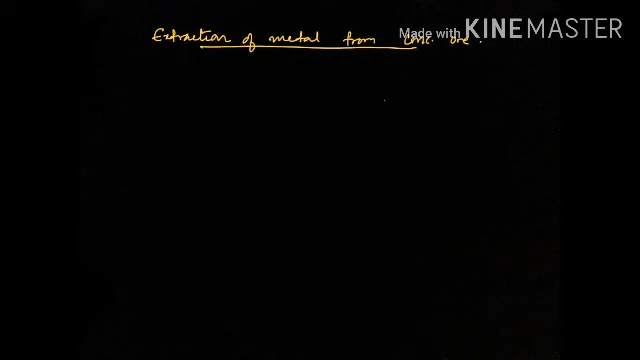 Extraction of metal from conc. ore.
Made with KINEMASTER